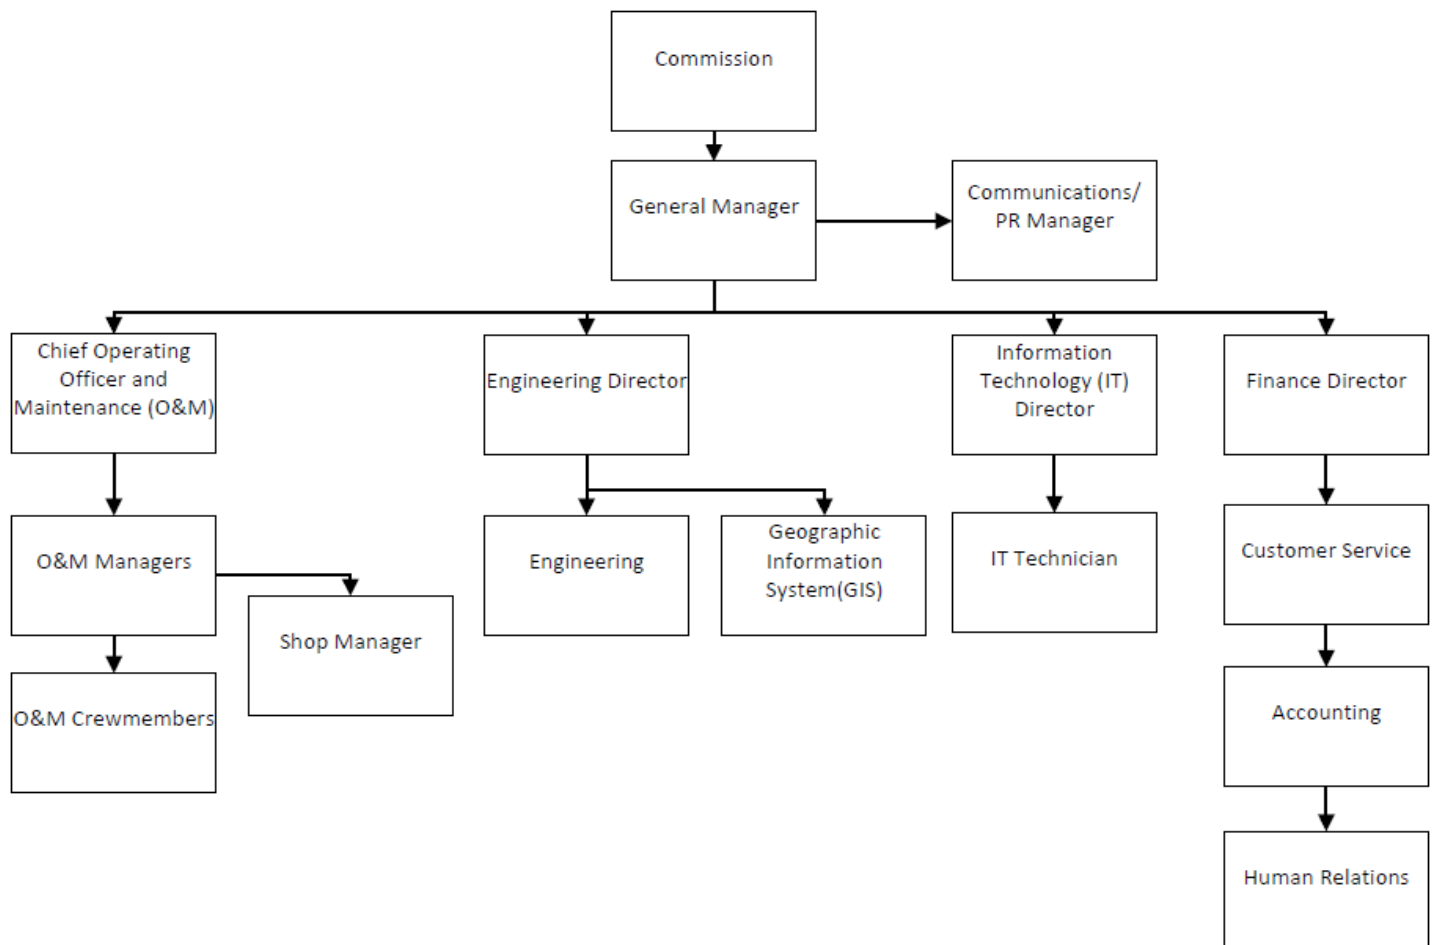 Commission
General Manager
Communications/
PR Manager
Chief Operating
Officer and
Maintenance (O&M)
Engineering Director
Information
Technology (IT)
Director
Finance Director
O&M Managers
Shop Manager
O&M Crewmembers
Engineering
Geographic
Information
System(GIS)
IT Technician
Customer Service
Accounting
Human Relations